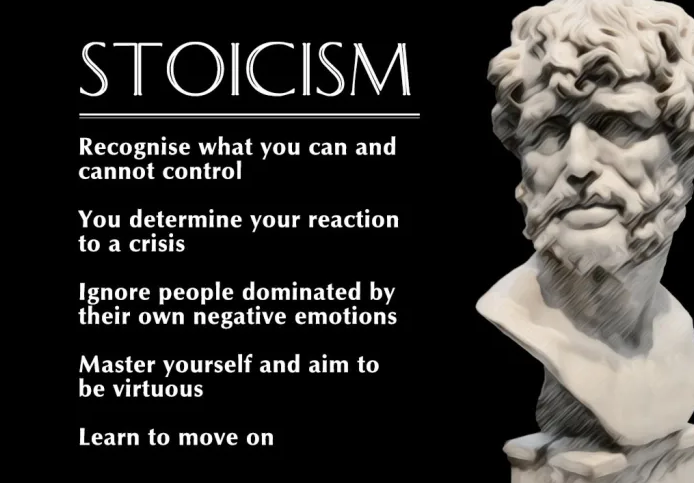 STOICISM
Recognise what you can and
cannot control
You determine your reaction
to a crisis
Ignore people dominated by
their own negative emotions
Master yourself and aim to
be virtuous
Learn to move on